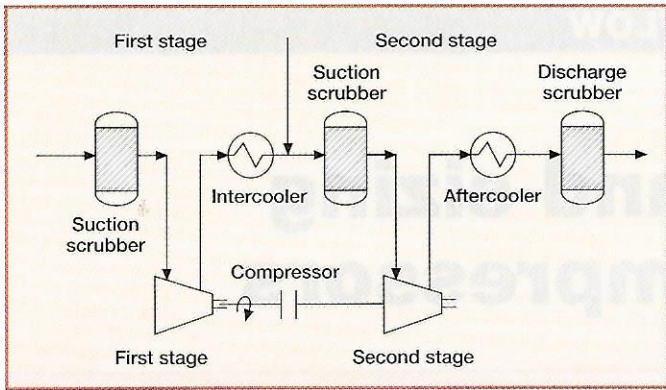 First stage
Second stage
Suction
scrubber
Discharge
scrubber
Intercooler
Aftercooler
Suction
scrubber
Compressor
First stage
Second stage